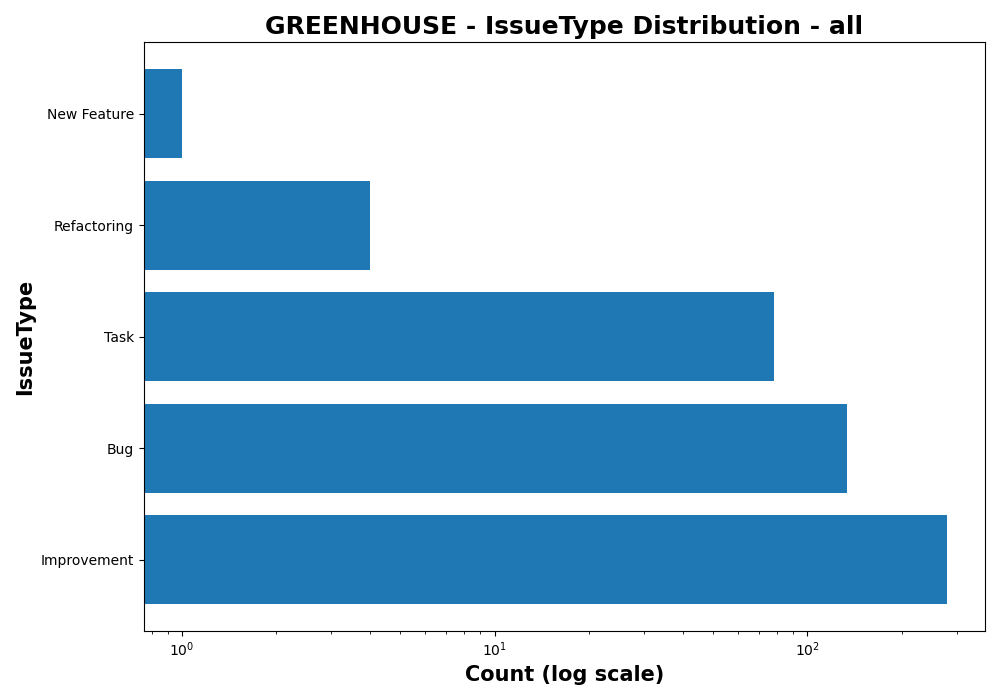 GREENHOUSE - IssueType Distribution - all
New Feature
Refactoring
Task
Bug
Improvement
IssueType
10⁰ 10¹ 10²
Count (log scale)